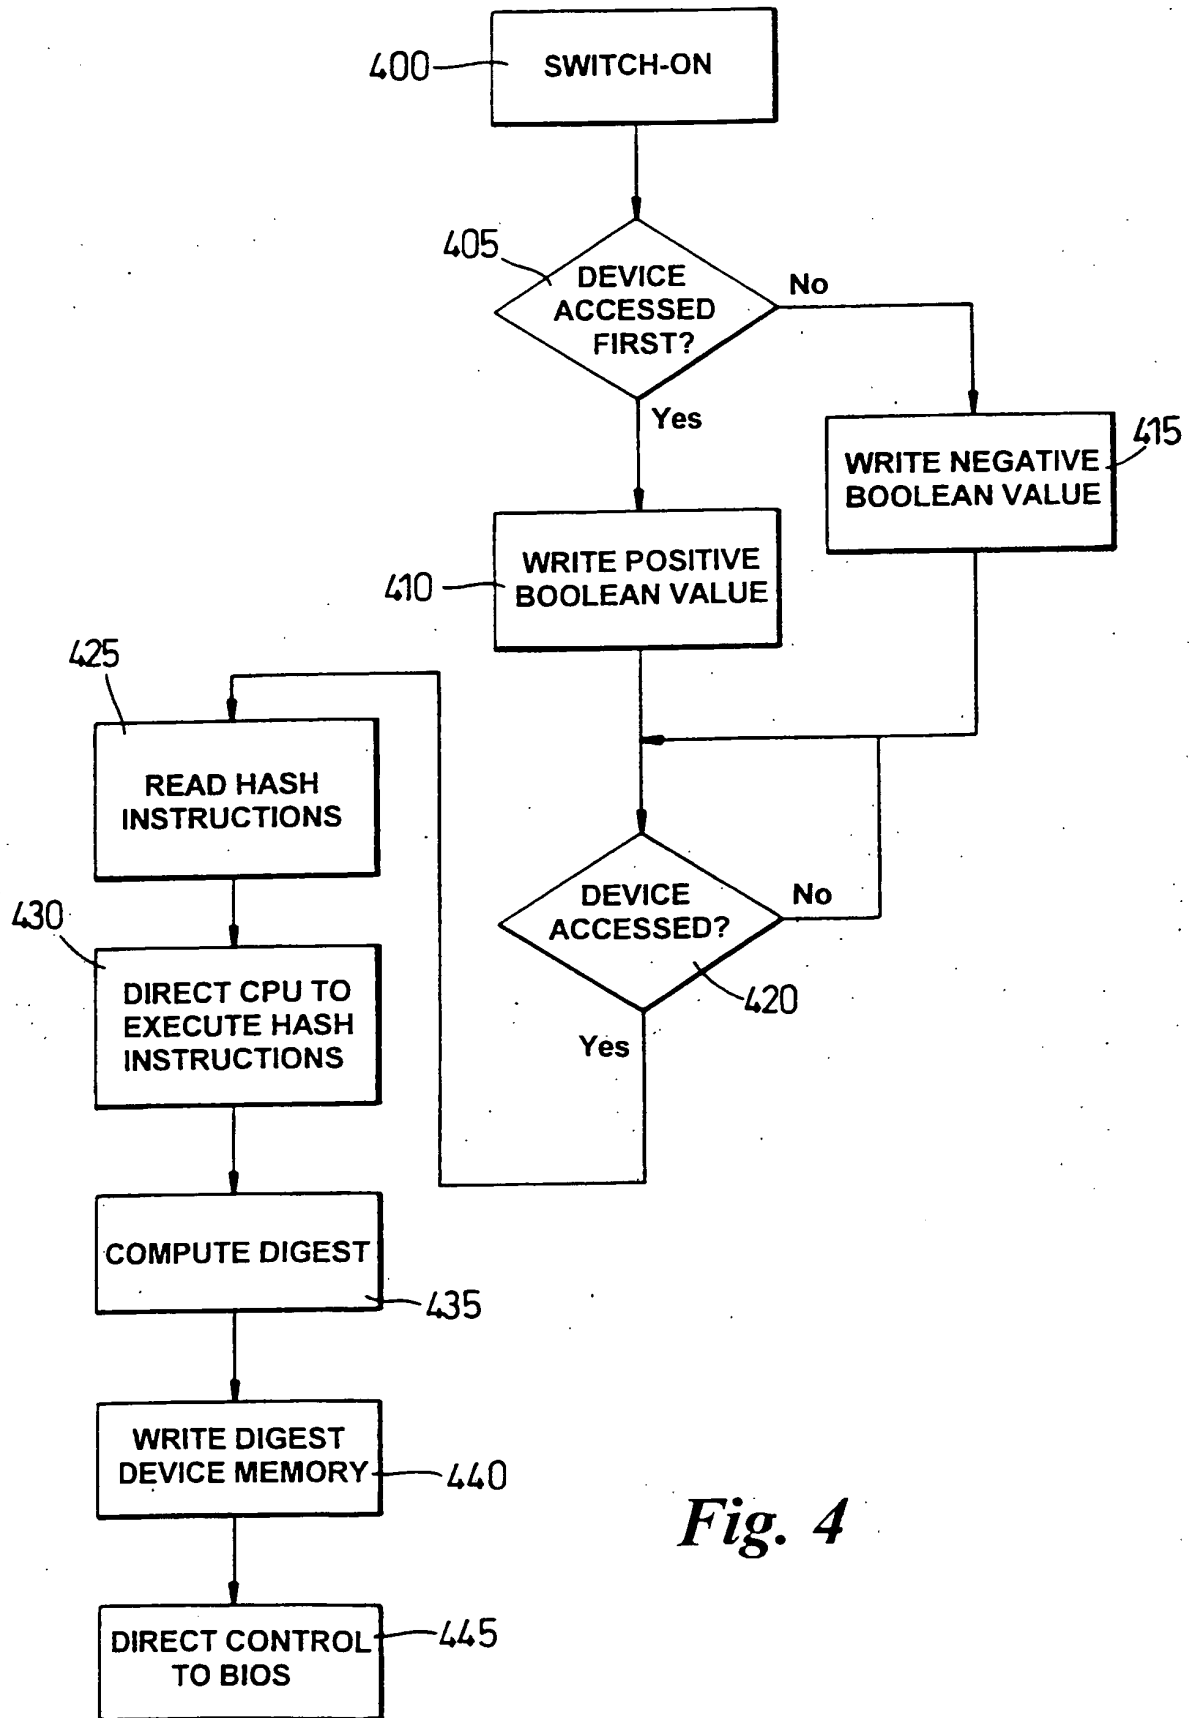 400
SWITCH-ON
405
DEVICE
ACCESSED
FIRST?
No
Yes
415
WRITE NEGATIVE
BOOLEAN VALUE
410
WRITE POSITIVE
BOOLEAN VALUE
425
READ HASH
INSTRUCTIONS
DEVICE
ACCESSED?
No
420
Yes
430
DIRECT CPU TO
EXECUTE HASH
INSTRUCTIONS
COMPUTE DIGEST
435
WRITE DIGEST
DEVICE MEMORY
440
DIRECT CONTROL
TO BIOS
445
Fig. 4